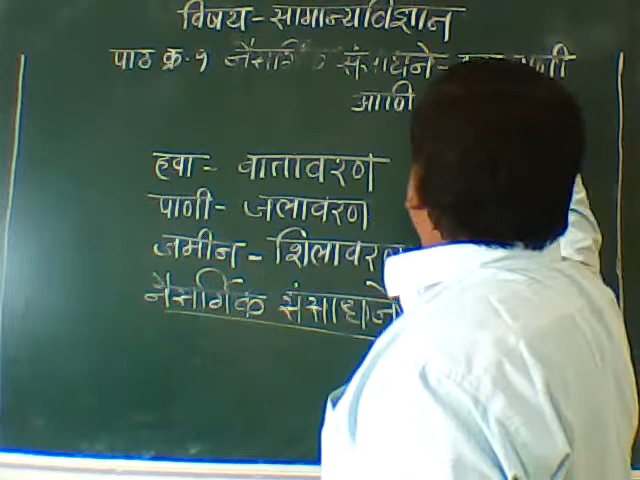 विषय - सामान्यविज्ञान
पाठ क्र. १ नैसर्गिक संसाधने -
आणि
हवा - वातावरण
पाणी - जलावरण
जमीन - शिलावरण
नैसर्गिक संसाधने